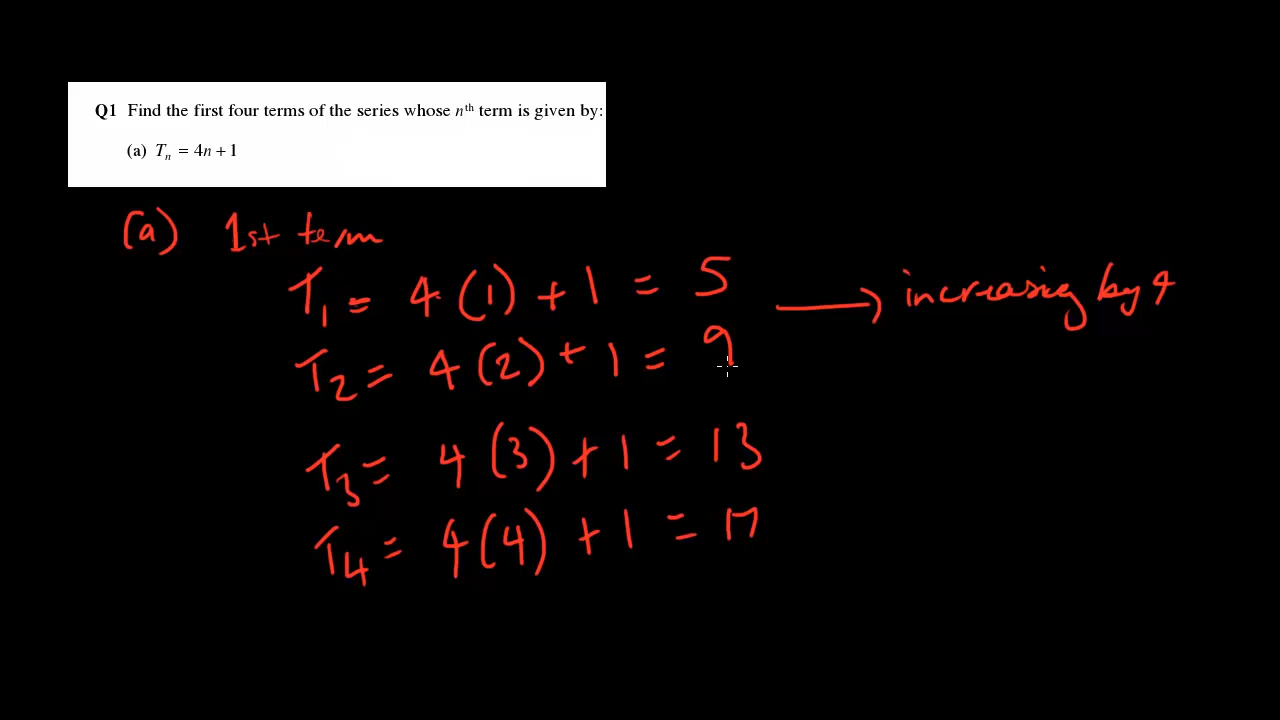 Q1 Find the first four terms of the series whose nᵗʰ term is given by:
(a) Tₙ = 4n + 1
(a) 1st term
T₁ = 4(1) + 1 = 5 → increasing by 4
T₂ = 4(2) + 1 = 9
T₃ = 4(3) + 1 = 13
T₄ = 4(4) + 1 = 17